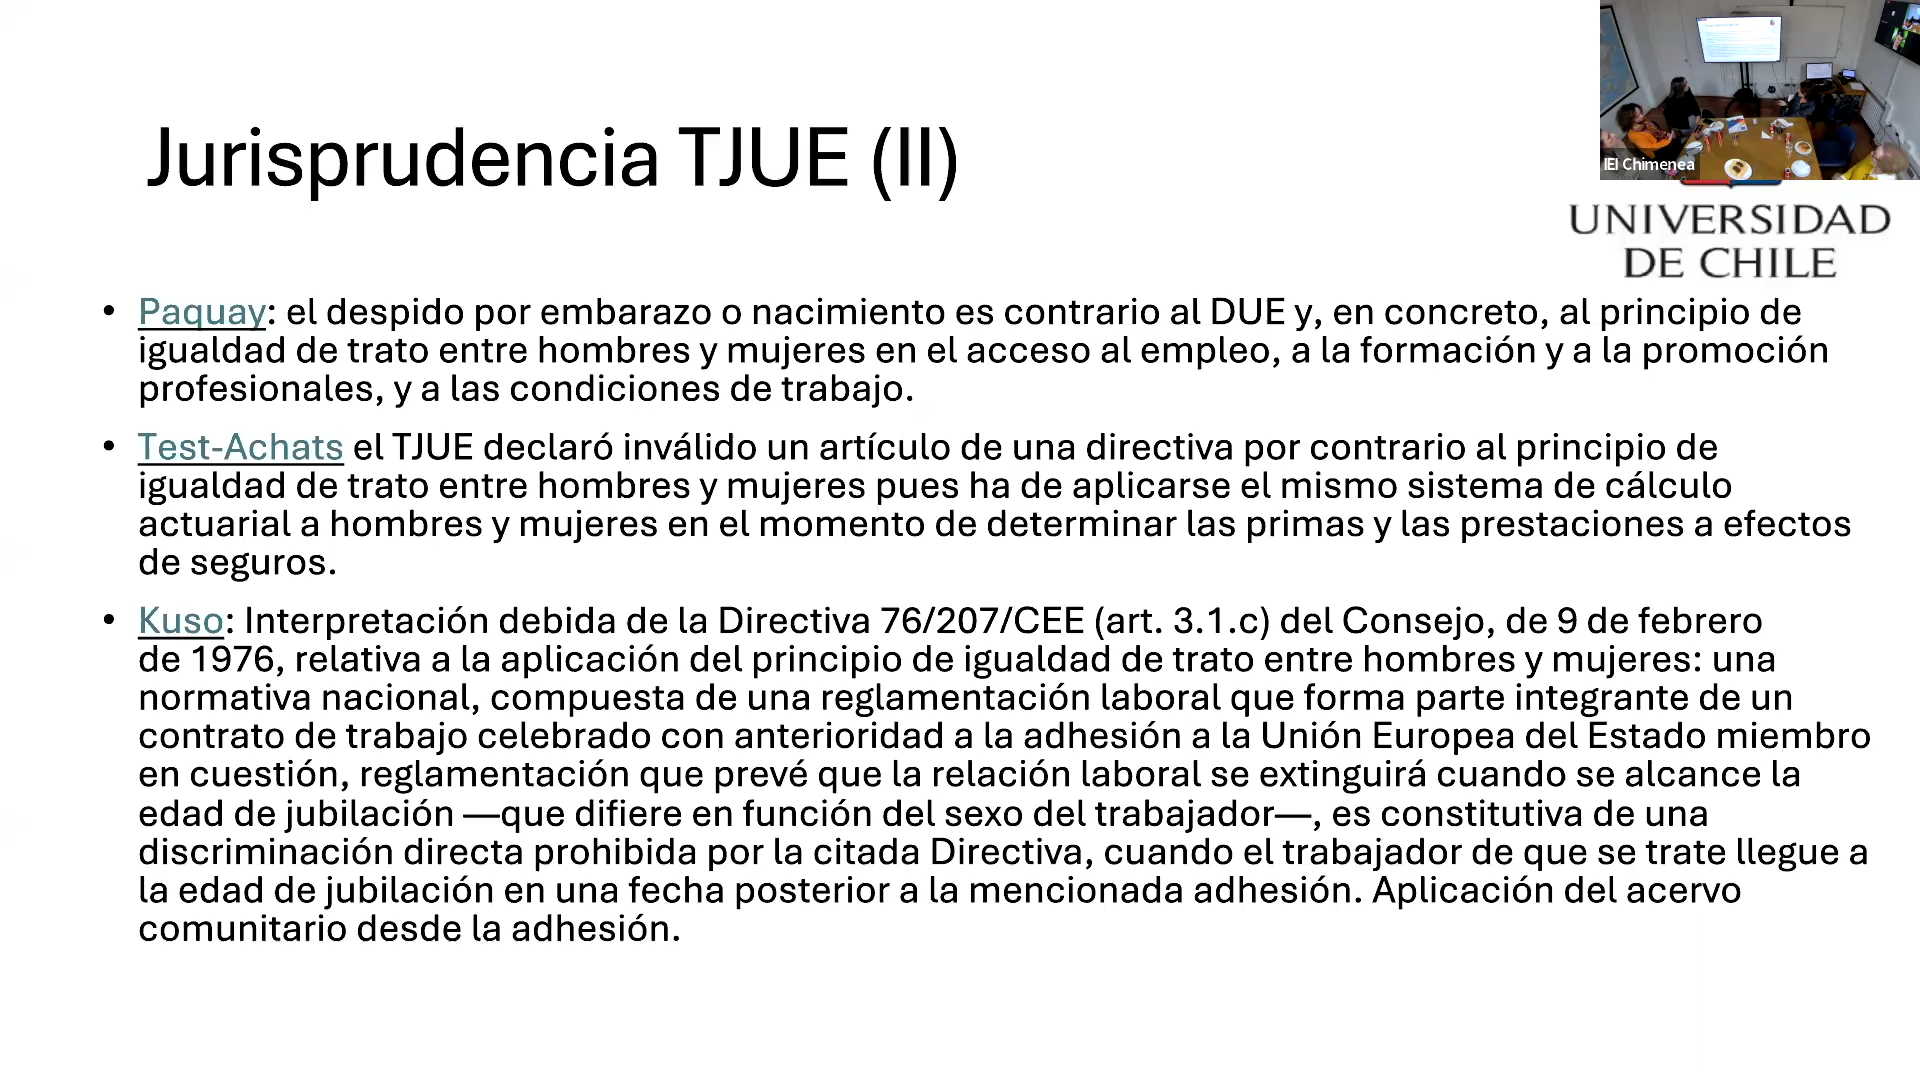 Jurisprudencia TJUE (II)
IEI Chimenea
UNIVERSIDAD
DE CHILE
• Paquay: el despido por embarazo o nacimiento es contrario al DUE y, en concreto, al principio de
igualdad de trato entre hombres y mujeres en el acceso al empleo, a la formación y a la promoción
profesionales, y a las condiciones de trabajo.
• Test-Achats el TJUE declaró inválido un artículo de una directiva por contrario al principio de
igualdad de trato entre hombres y mujeres pues ha de aplicarse el mismo sistema de cálculo
actuarial a hombres y mujeres en el momento de determinar las primas y las prestaciones a efectos
de seguros.
• Kuso: Interpretación debida de la Directiva 76/207/CEE (art. 3.1.c) del Consejo, de 9 de febrero
de 1976, relativa a la aplicación del principio de igualdad de trato entre hombres y mujeres: una
normativa nacional, compuesta de una reglamentación laboral que forma parte integrante de un
contrato de trabajo celebrado con anterioridad a la adhesión a la Unión Europea del Estado miembro
en cuestión, reglamentación que prevé que la relación laboral se extinguirá cuando se alcance la
edad de jubilación —que difiere en función del sexo del trabajador—, es constitutiva de una
discriminación directa prohibida por la citada Directiva, cuando el trabajador de que se trate llegue a
la edad de jubilación en una fecha posterior a la mencionada adhesión. Aplicación del acervo
comunitario desde la adhesión.